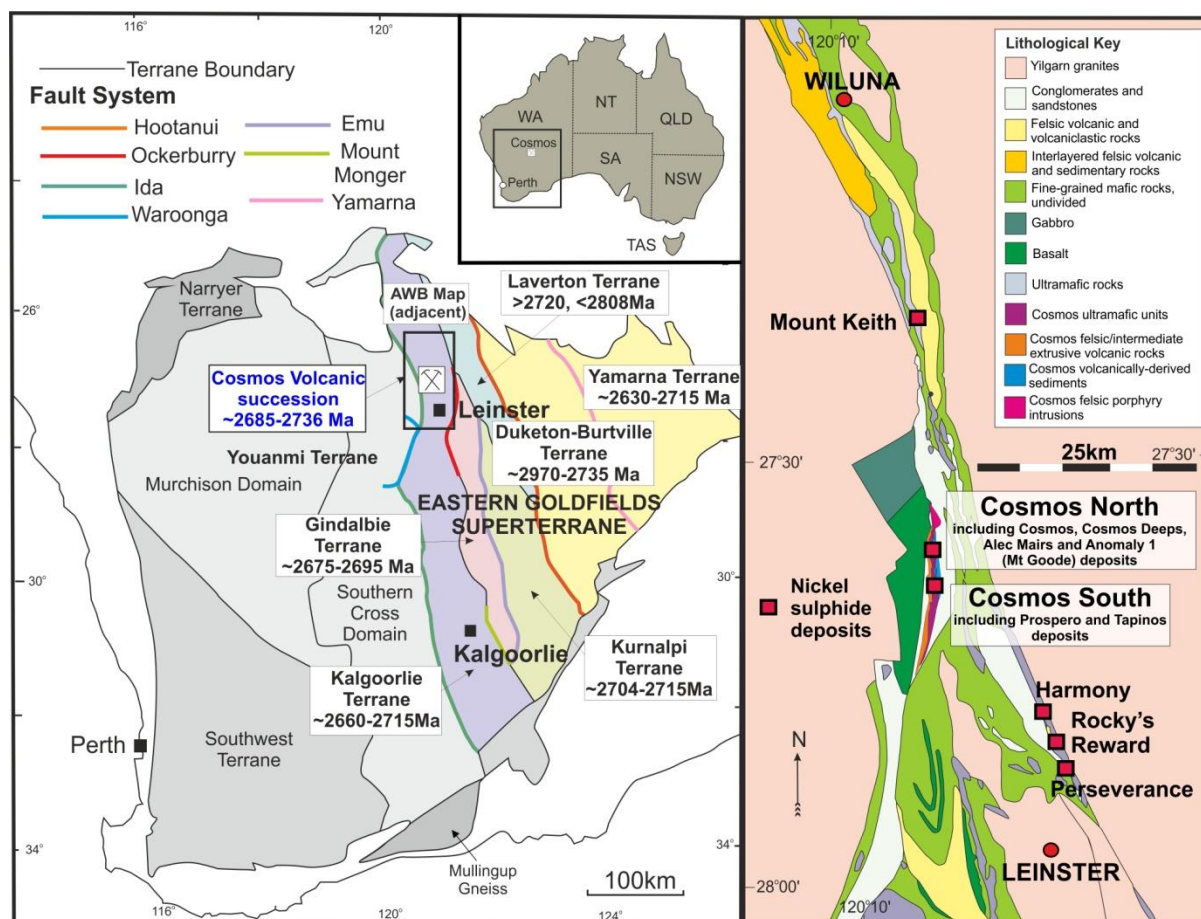 116°
120°
Terrane Boundary
Fault System
Hootanui
Ockerburry
Ida
Waroonga
Emu
Mount
Monger
Yamarna
NT
WA
QLD
Cosmos
SA
NSW
Perth
TAS
Narryer
Terrane
26°
AWB Map
(adjacent)
Laverton Terrane
>2720, <2808Ma
Cosmos Volcanic
succession
~2685-2736 Ma
Leinster
Yamarna Terrane
~2630-2715 Ma
Duketon-Burtville
Terrane
~2970-2735 Ma
Youanmi Terrane
Murchison Domain
EASTERN GOLDFIELDS
SUPERTERRANE
Gindalbie
Terrane
~2675-2695 Ma
30°
30°
Southern
Cross
Domain
Kalgoorlie
Kurnalpi
Terrane
~2704-2715Ma
Kalgoorlie
Terrane
~2660-2715Ma
Perth
Southwest
Terrane
34°
34°
Mullingup
Gneiss
100km
116°
120°
124°
120°10'
WILUNA
Lithological Key
Yilgarn granites
Conglomerates and
sandstones
Felsic volcanic and
volcaniclastic rocks
Interlayered felsic volcanic
and sedimentary rocks
Fine-grained mafic rocks,
undivided
Gabbro
Basalt
Ultramafic rocks
Cosmos ultramafic units
Cosmos felsic/intermediate
extrusive volcanic rocks
Cosmos volcanically-derived
sediments
Cosmos felsic porphyry
intrusions
Mount Keith
27°30'
25km
27°30'
Cosmos North
including Cosmos, Cosmos Deeps,
Alec Mairs and Anomaly 1
(Mt Goode) deposits
Nickel
sulphide
deposits
Cosmos South
including Prospero and Tapinos
deposits
Harmony
Rocky's
Reward
N
Perseverance
LEINSTER
28°00'
120°10'